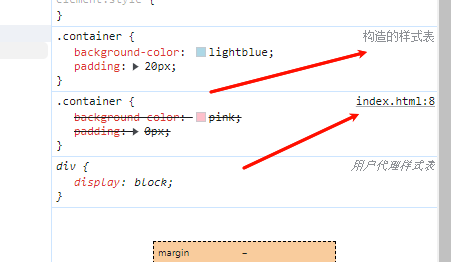 element.style {
}
.container { 构造的样式表
background-color: lightblue;
padding: ▶ 20px;
}
.container { index.html:8
background-color: pink;
padding: ▶ 0px;
}
div { 用户代理样式表
display: block;
}
margin -